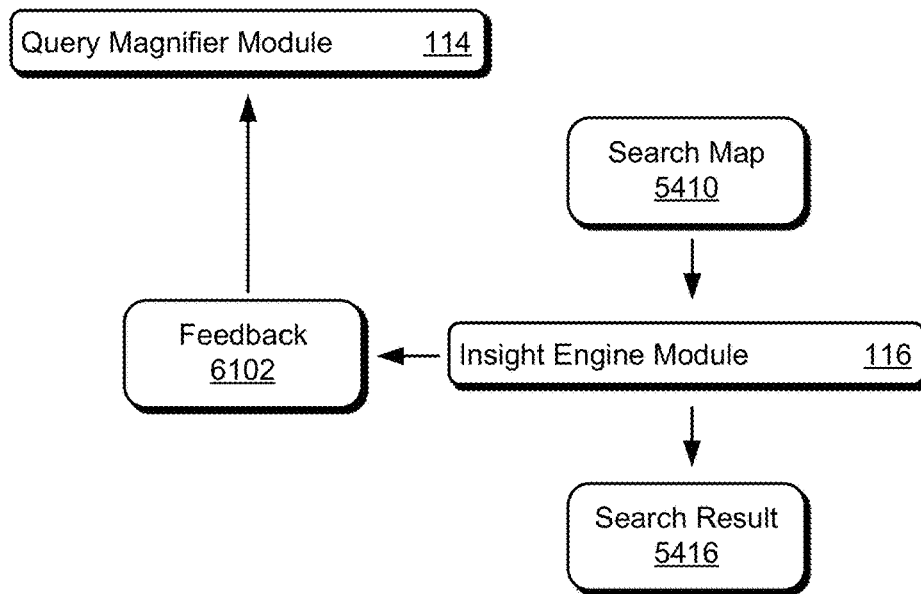 Query Magnifier Module 114
Search Map
5410
Feedback
6102
Insight Engine Module 116
Search Result
5416